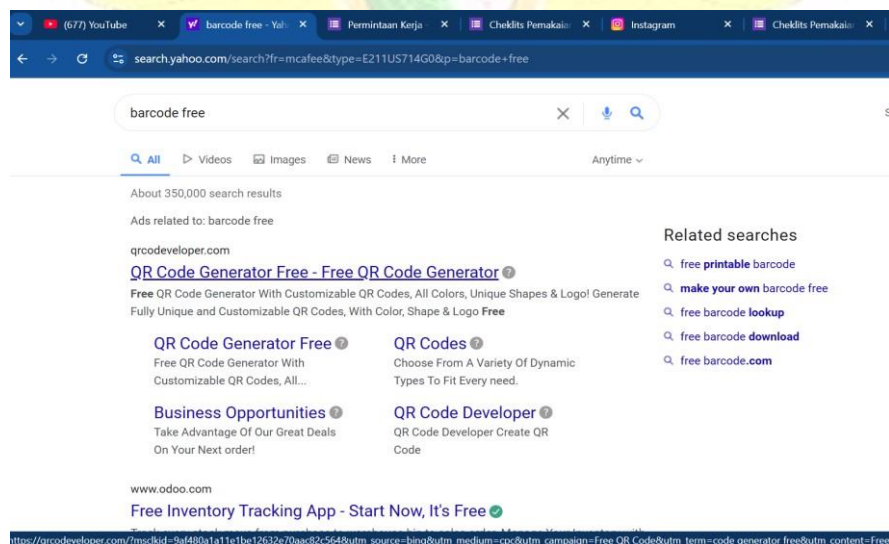 (677) YouTube
barcode free - Yah
Permintaan Kerja
Cheklits Pemakaia
Instagram
Cheklits Pemakaia
search.yahoo.com/search?fr=mcafee&type=E211US714G0&p=barcode+free
barcode free
All Videos Images News More Anytime
About 350,000 search results
Ads related to: barcode free
qrcodeveloper.com
QR Code Generator Free - Free QR Code Generator
Free QR Code Generator With Customizable QR Codes, All Colors, Unique Shapes & Logo! Generate
Fully Unique and Customizable QR Codes, With Color, Shape & Logo Free
QR Code Generator Free
Free QR Code Generator With
Customizable QR Codes, All...
QR Codes
Choose From A Variety Of Dynamic
Types To Fit Every need.
Business Opportunities
Take Advantage Of Our Great Deals
On Your Next order!
QR Code Developer
QR Code Developer Create QR
Code
www.odoo.com
Free Inventory Tracking App - Start Now, It's Free
Related searches
free printable barcode
make your own barcode free
free barcode lookup
free barcode download
free barcode.com
https://qrcodeveloper.com/?msclkid=9af480a1a11e1be12632e70aac82c564&utm_source=bing&utm_medium=cpc&utm_campaign=Free QR Code&utm_term=code generator free&utm_content=Free